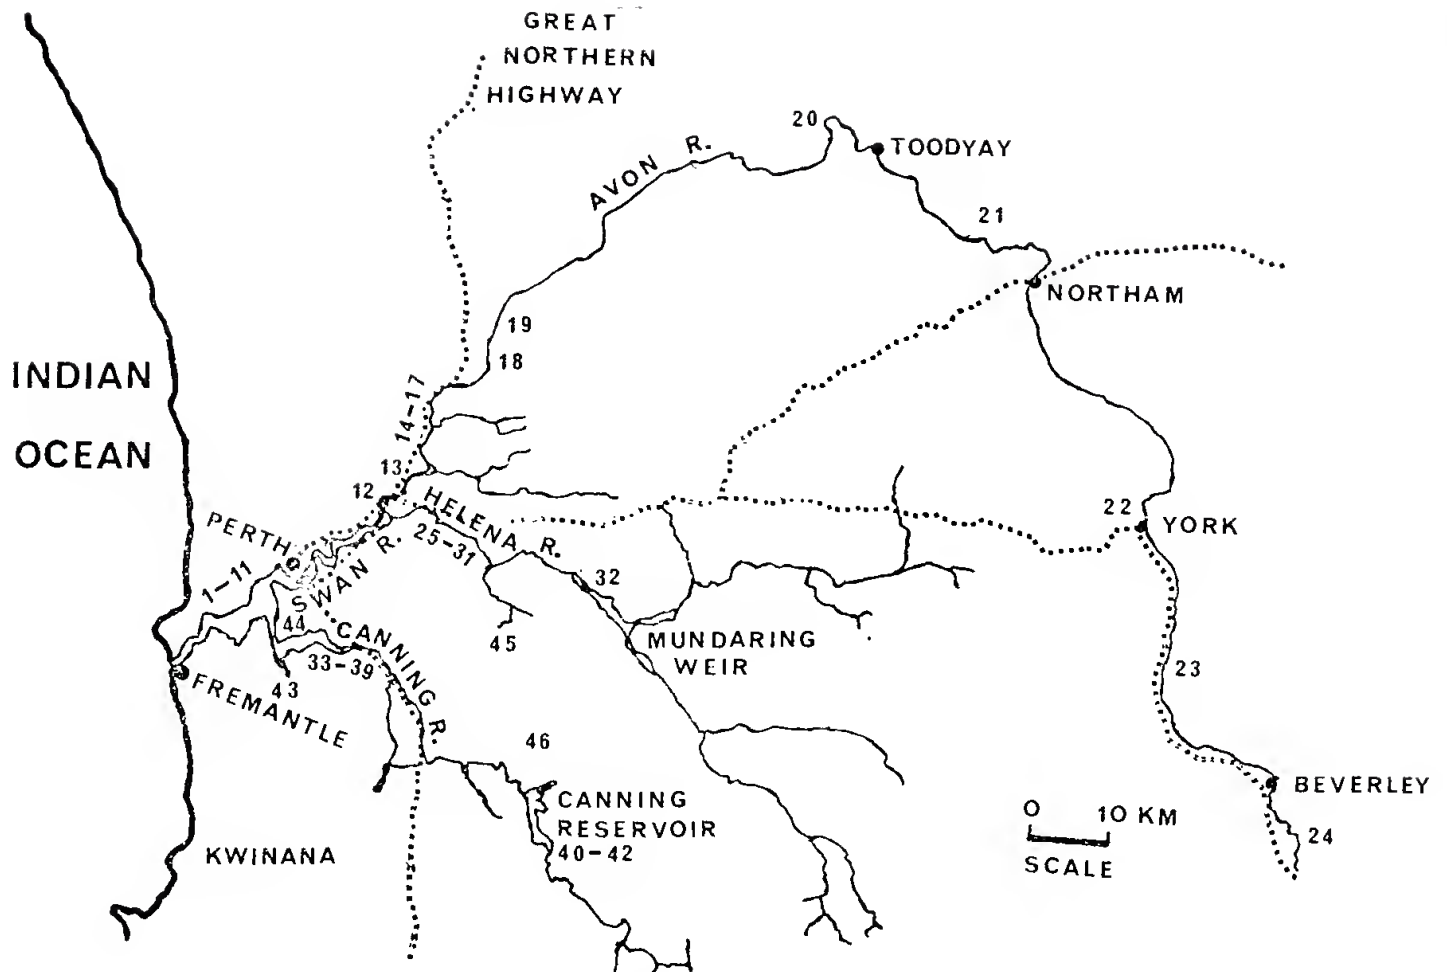 GREAT
NORTHERN
HIGHWAY
20
TOODYAY
AVON R.
21
NORTHAM
19
18
INDIAN
OCEAN
14-17
13
12
HELENA R.
25-31
PERTH
SWAN R.
1-11
22
YORK
32
44
CANNING R.
45
MUNDARING
WEIR
33-39
43
FREMANTLE
23
46
CANNING
RESERVOIR
40-42
BEVERLEY
0 10 KM
SCALE
24
KWINANA